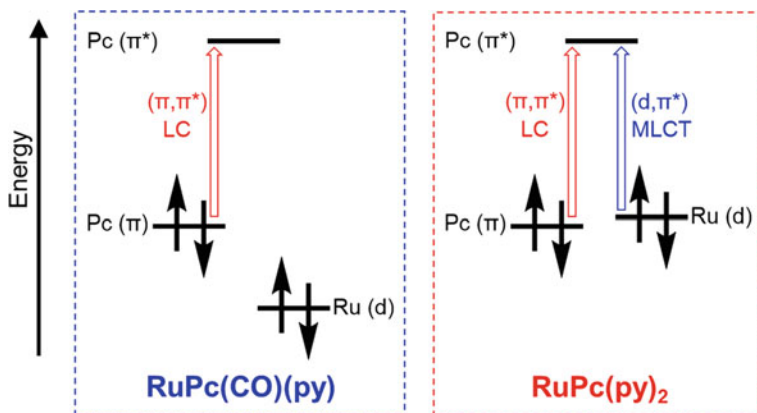 Energy
Pc (π*)
(π,π*)
LC
Pc (π)
Ru (d)
RuPc(CO)(py)
Pc (π*)
(π,π*)
LC
(d,π*)
MLCT
Pc (π)
Ru (d)
RuPc(py)₂